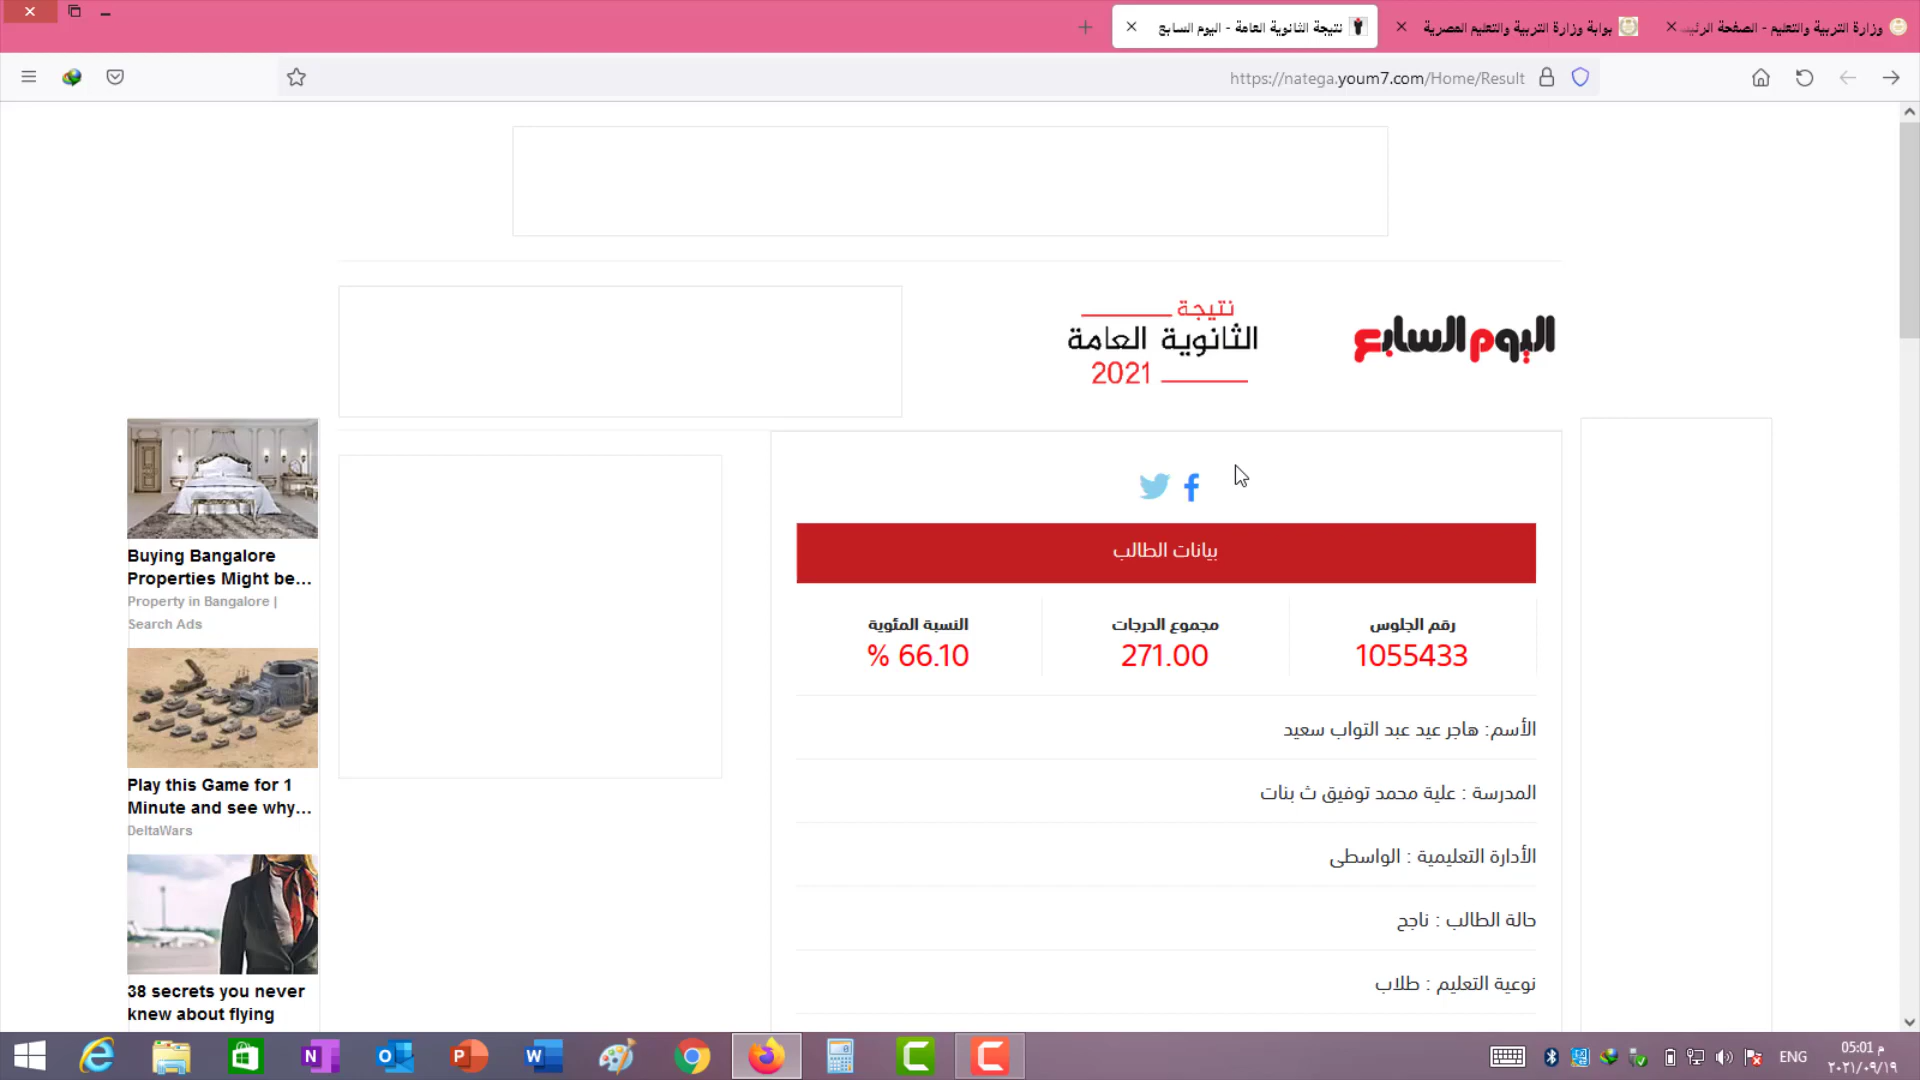 وزارة التربية والتعليم - الصفحة الرئيس
بوابة وزارة التربية والتعليم المصرية
نتيجة الثانوية العامة - اليوم السابع
https://natega.youm7.com/Home/Result
اليوم السابع
نتيجة
الثانوية العامة
2021
بيانات الطالب
رقم الجلوس
1055433
مجموع الدرجات
271.00
النسبة المئوية
% 66.10
الأسم: هاجر عيد عبد التواب سعيد
المدرسة : علية محمد توفيق ث بنات
الأدارة التعليمية : الواسطى
حالة الطالب : ناجح
نوعية التعليم : طلاب
Buying Bangalore
Properties Might be...
Property in Bangalore |
Search Ads
Play this Game for 1
Minute and see why...
DeltaWars
38 secrets you never
knew about flying
ENG
05:01 م
٢٠٢١/٠٩/١٩